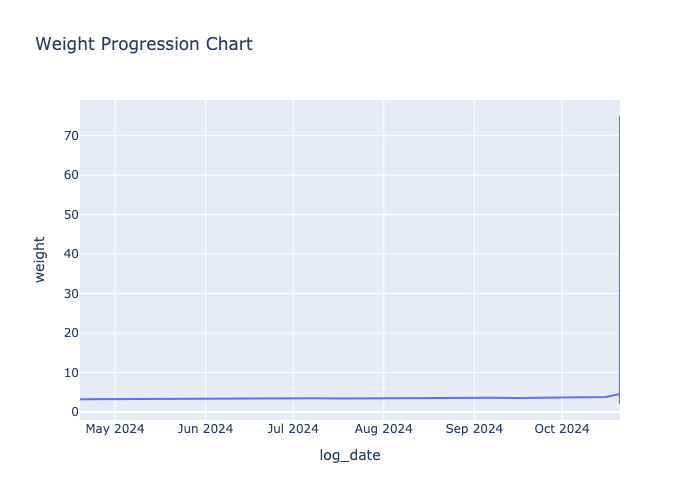 Weight Progression Chart
70
60
50
40
30
20
10
0
weight
May 2024
Jun 2024
Jul 2024
Aug 2024
Sep 2024
Oct 2024
log_date